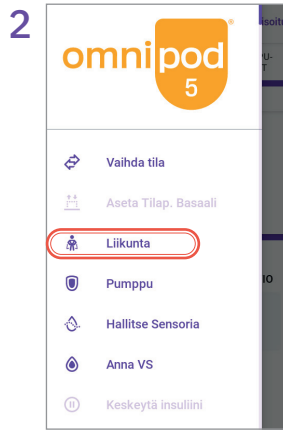 2
omnipod®
5
Vaihda tila
Aseta Tilap. Basaali
Liikunta
Pumppu
Hallitse Sensoria
Anna VS
Keskeytä insuliini